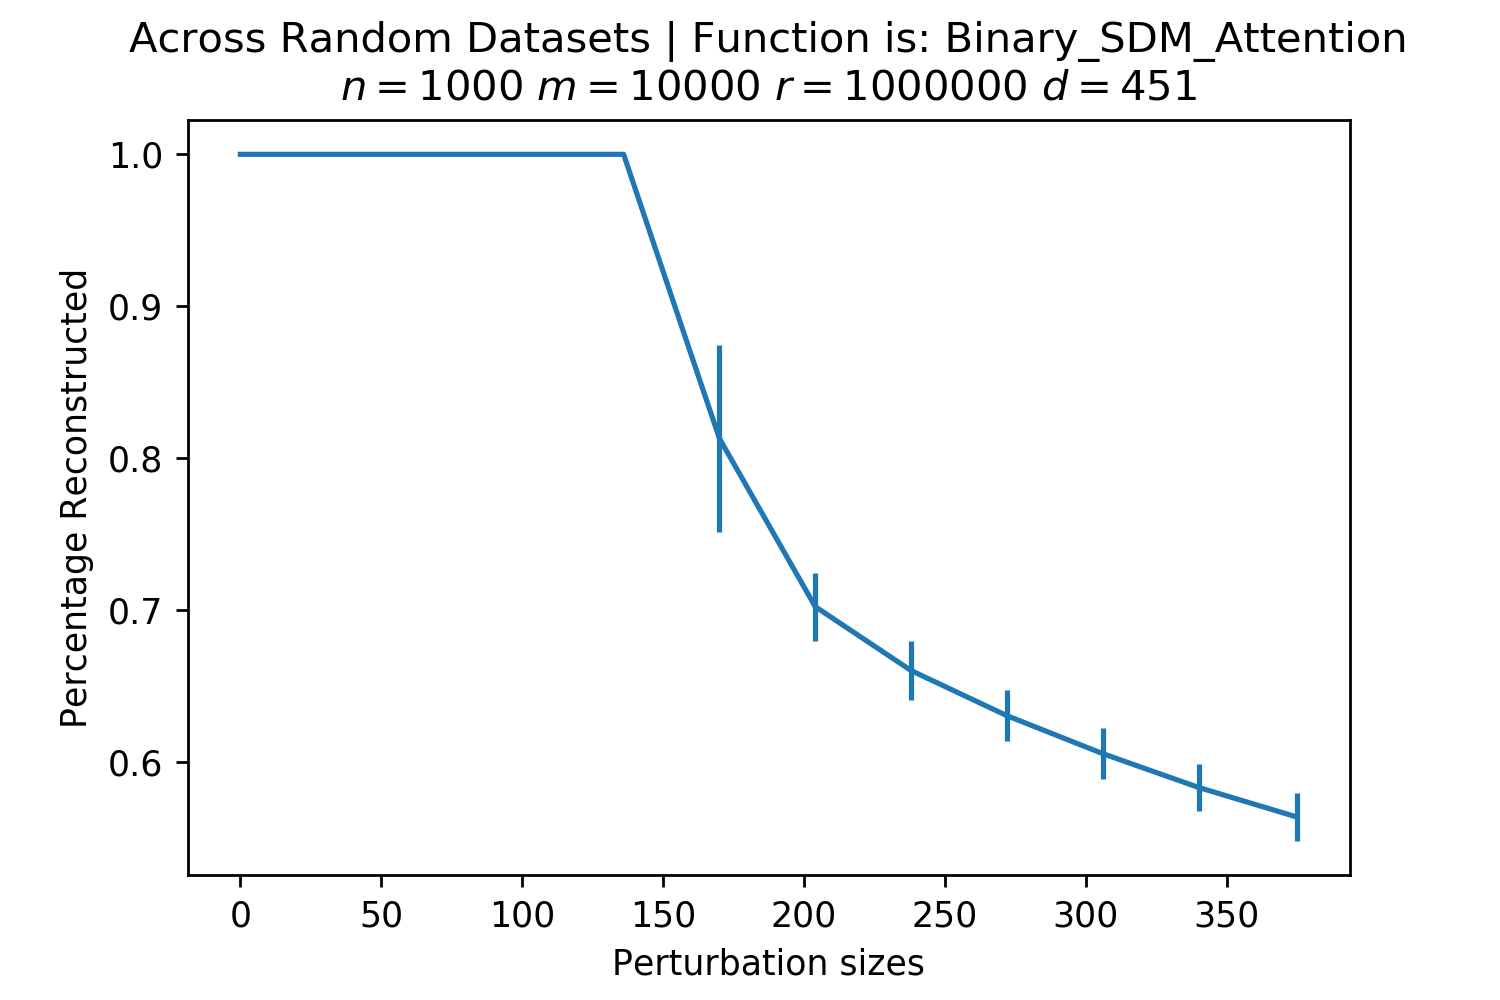 Across Random Datasets | Function is: Binary_SDM_Attention
n = 1000 m = 10000 r = 1000000 d = 451
1.0
0.9
0.8
0.7
0.6
Percentage Reconstructed
0 50 100 150 200 250 300 350
Perturbation sizes